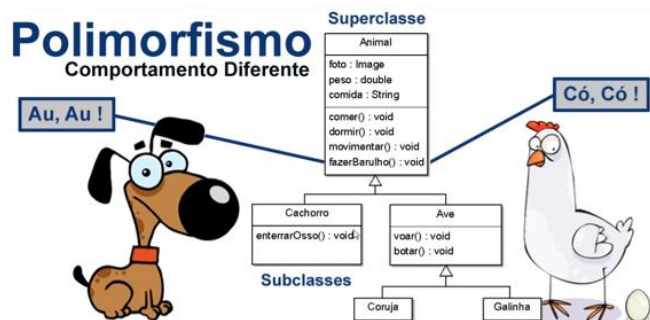 Superclasse
Polimorfismo
Comportamento Diferente
Animal
foto : Image
peso : double
comida : String
comer() : void
dormir() : void
movimentar() : void
fazerBarulho() : void
Au, Au !
Có, Có !
Cachorro
enterrarOsso() : void
Ave
voar() : void
botar() : void
Subclasses
Coruja
Galinha